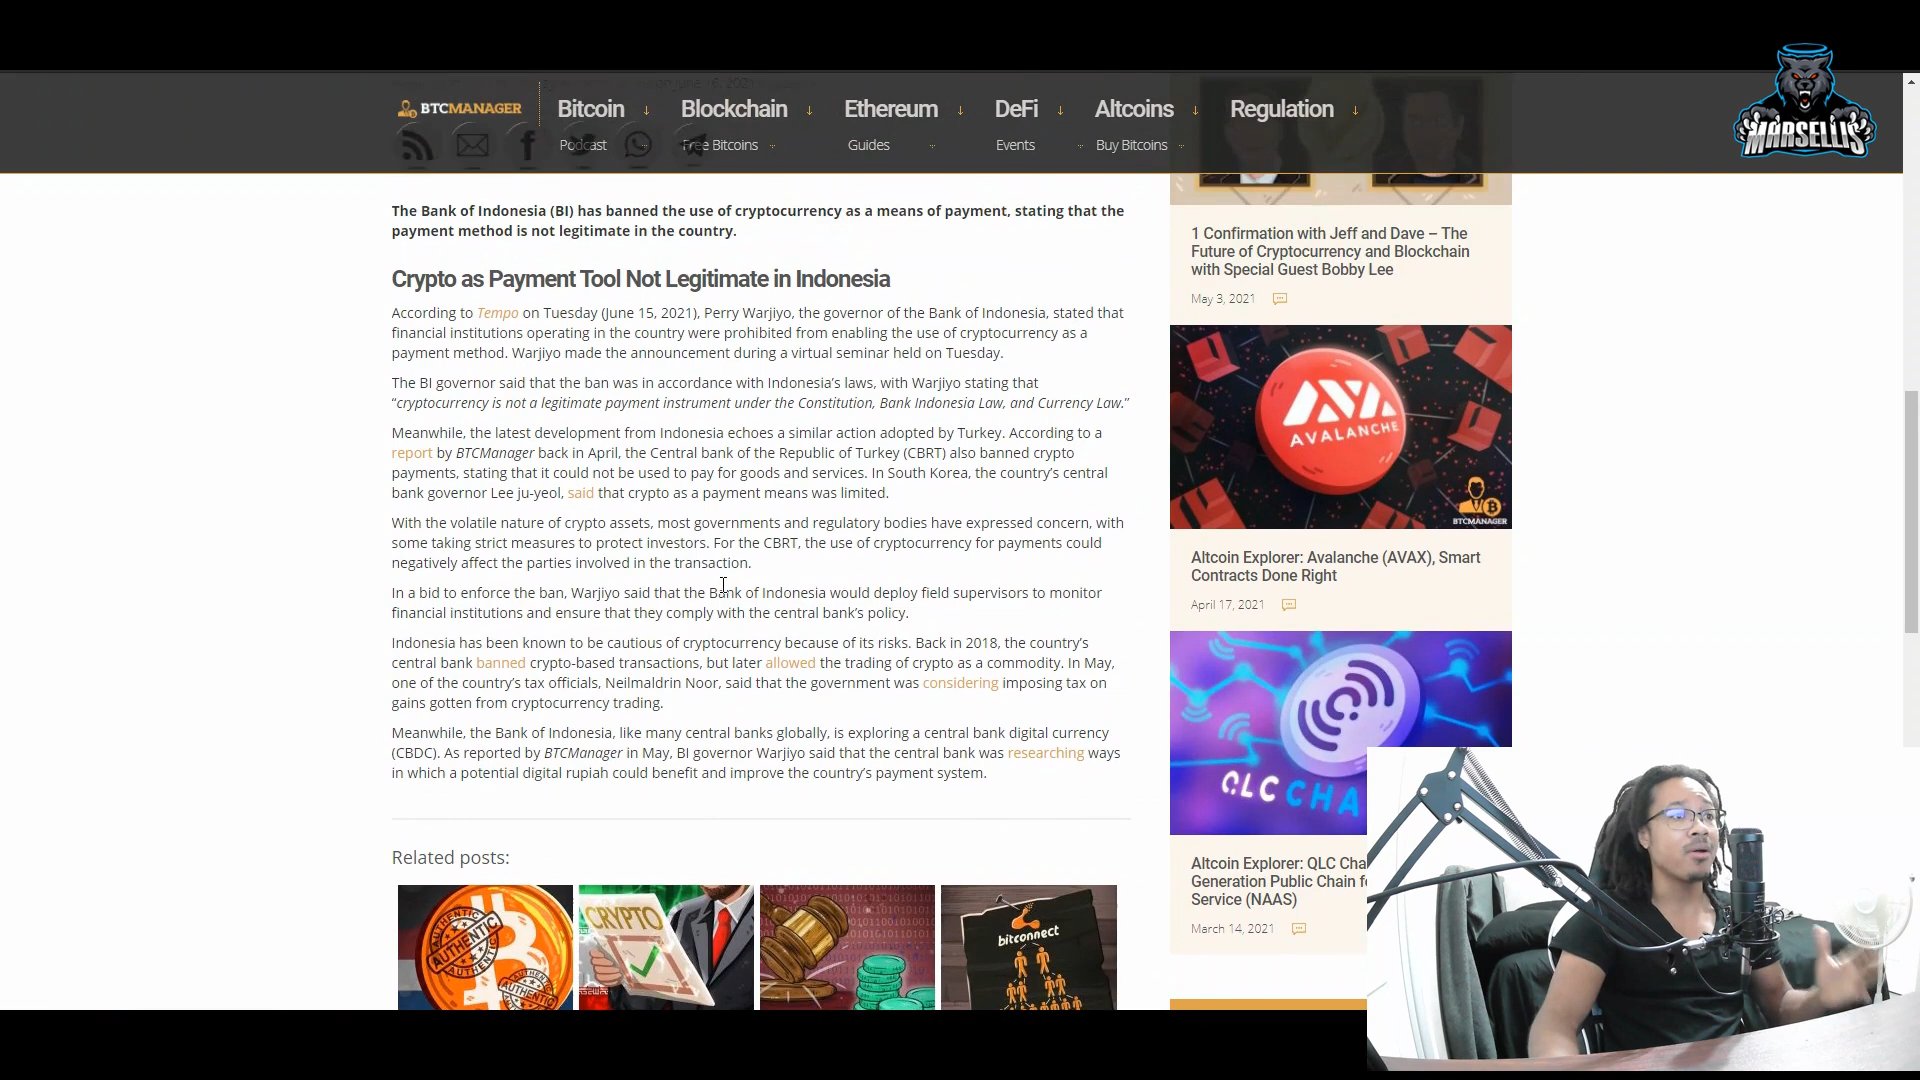 MARSELLIS
BTCMANAGER
Bitcoin
Blockchain
Ethereum
DeFi
Altcoins
Regulation
Podcast
Free Bitcoins
Guides
Events
Buy Bitcoins
The Bank of Indonesia (BI) has banned the use of cryptocurrency as a means of payment, stating that the
payment method is not legitimate in the country.
Crypto as Payment Tool Not Legitimate in Indonesia
According to Tempo on Tuesday (June 15, 2021), Perry Warjiyo, the governor of the Bank of Indonesia, stated that
financial institutions operating in the country were prohibited from enabling the use of cryptocurrency as a
payment method. Warjiyo made the announcement during a virtual seminar held on Tuesday.
The BI governor said that the ban was in accordance with Indonesia’s laws, with Warjiyo stating that
“cryptocurrency is not a legitimate payment instrument under the Constitution, Bank Indonesia Law, and Currency Law.”
Meanwhile, the latest development from Indonesia echoes a similar action adopted by Turkey. According to a
report by BTCManager back in April, the Central bank of the Republic of Turkey (CBRT) also banned crypto
payments, stating that it could not be used to pay for goods and services. In South Korea, the country’s central
bank governor Lee ju-yeol, said that crypto as a payment means was limited.
With the volatile nature of crypto assets, most governments and regulatory bodies have expressed concern, with
some taking strict measures to protect investors. For the CBRT, the use of cryptocurrency for payments could
negatively affect the parties involved in the transaction.
In a bid to enforce the ban, Warjiyo said that the Bank of Indonesia would deploy field supervisors to monitor
financial institutions and ensure that they comply with the central bank’s policy.
Indonesia has been known to be cautious of cryptocurrency because of its risks. Back in 2018, the country’s
central bank banned crypto-based transactions, but later allowed the trading of crypto as a commodity. In May,
one of the country’s tax officials, Neilmaldrin Noor, said that the government was considering imposing tax on
gains gotten from cryptocurrency trading.
Meanwhile, the Bank of Indonesia, like many central banks globally, is exploring a central bank digital currency
(CBDC). As reported by BTCManager in May, BI governor Warjiyo said that the central bank was researching ways
in which a potential digital rupiah could benefit and improve the country’s payment system.
Related posts:
AUTHENTIC
AUTHENTIC
CRYPTO
bitconnect
1 Confirmation with Jeff and Dave – The
Future of Cryptocurrency and Blockchain
with Special Guest Bobby Lee
May 3, 2021
AVALANCHE
BTCMANAGER
Altcoin Explorer: Avalanche (AVAX), Smart
Contracts Done Right
April 17, 2021
QLC CHA
Altcoin Explorer: QLC Cha
Generation Public Chain f
Service (NAAS)
March 14, 2021